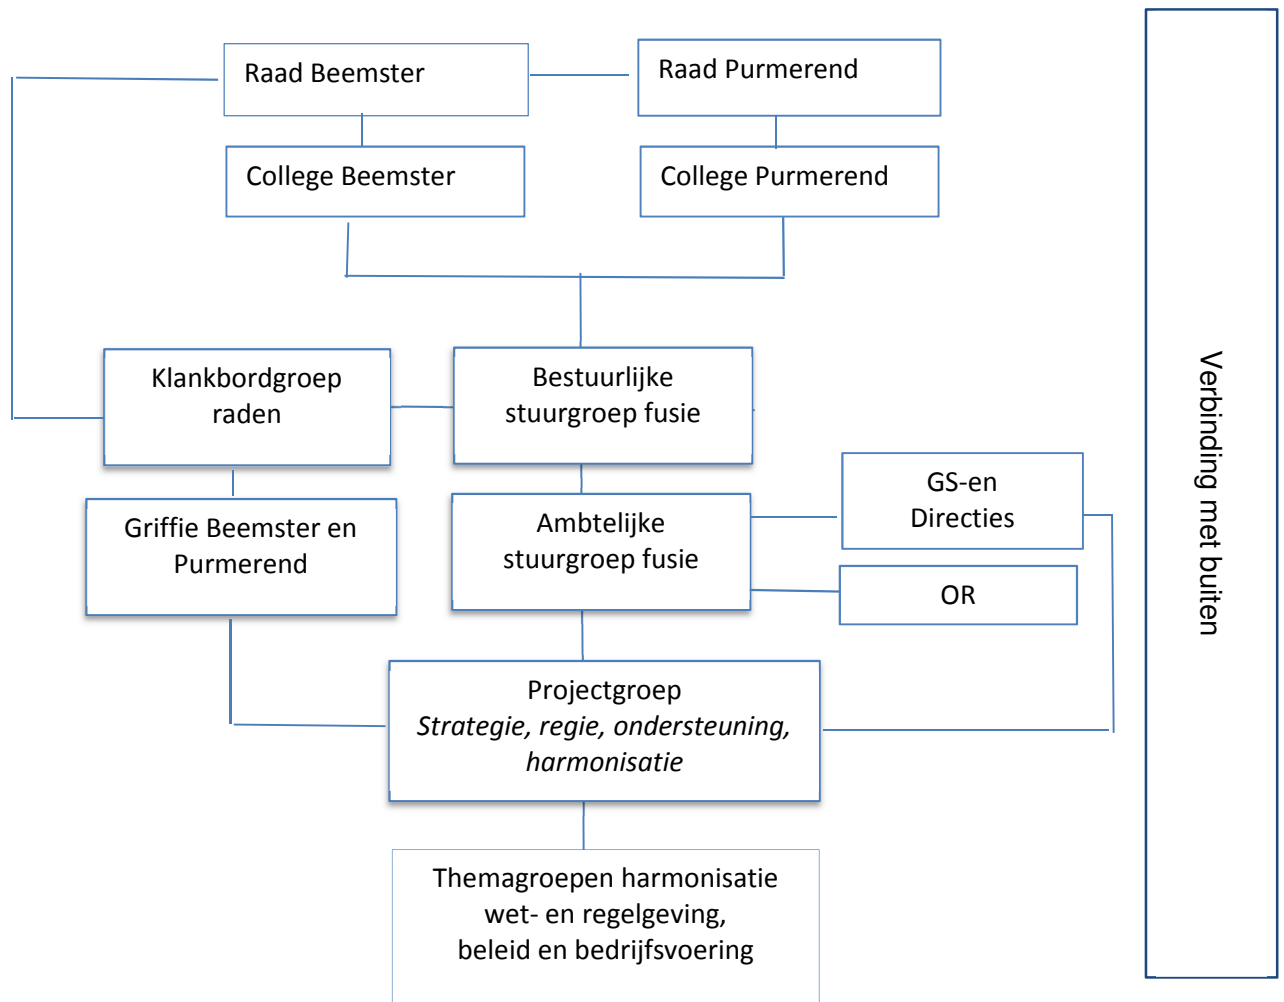 Raad Beemster
Raad Purmerend
College Beemster
College Purmerend
Klankbordgroep
raden
Bestuurlijke
stuurgroep fusie
Griffie Beemster en
Purmerend
Ambtelijke
stuurgroep fusie
GS-en
Directies
OR
Projectgroep
Strategie, regie, ondersteuning,
harmonisatie
Themagroepen harmonisatie
wet- en regelgeving,
beleid en bedrijfsvoering
Verbinding met buiten